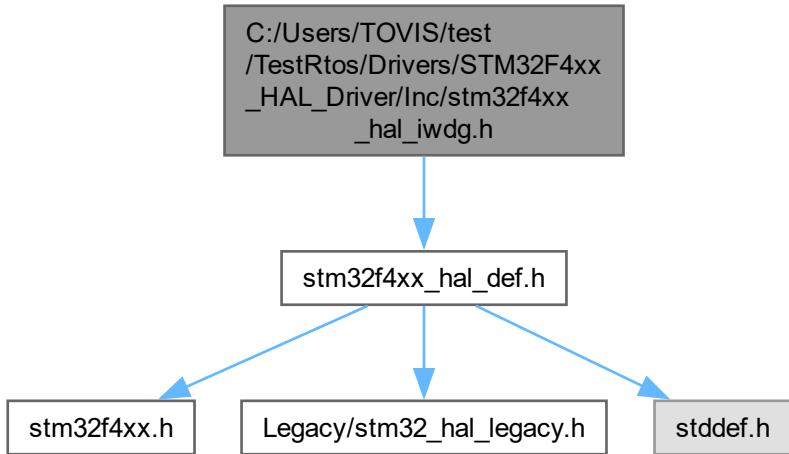 C:/Users/TOVIS/test
/TestRtos/Drivers/STM32F4xx
_HAL_Driver/Inc/stm32f4xx
_hal_iwdg.h
stm32f4xx_hal_def.h
stm32f4xx.h
Legacy/stm32_hal_legacy.h
stddef.h